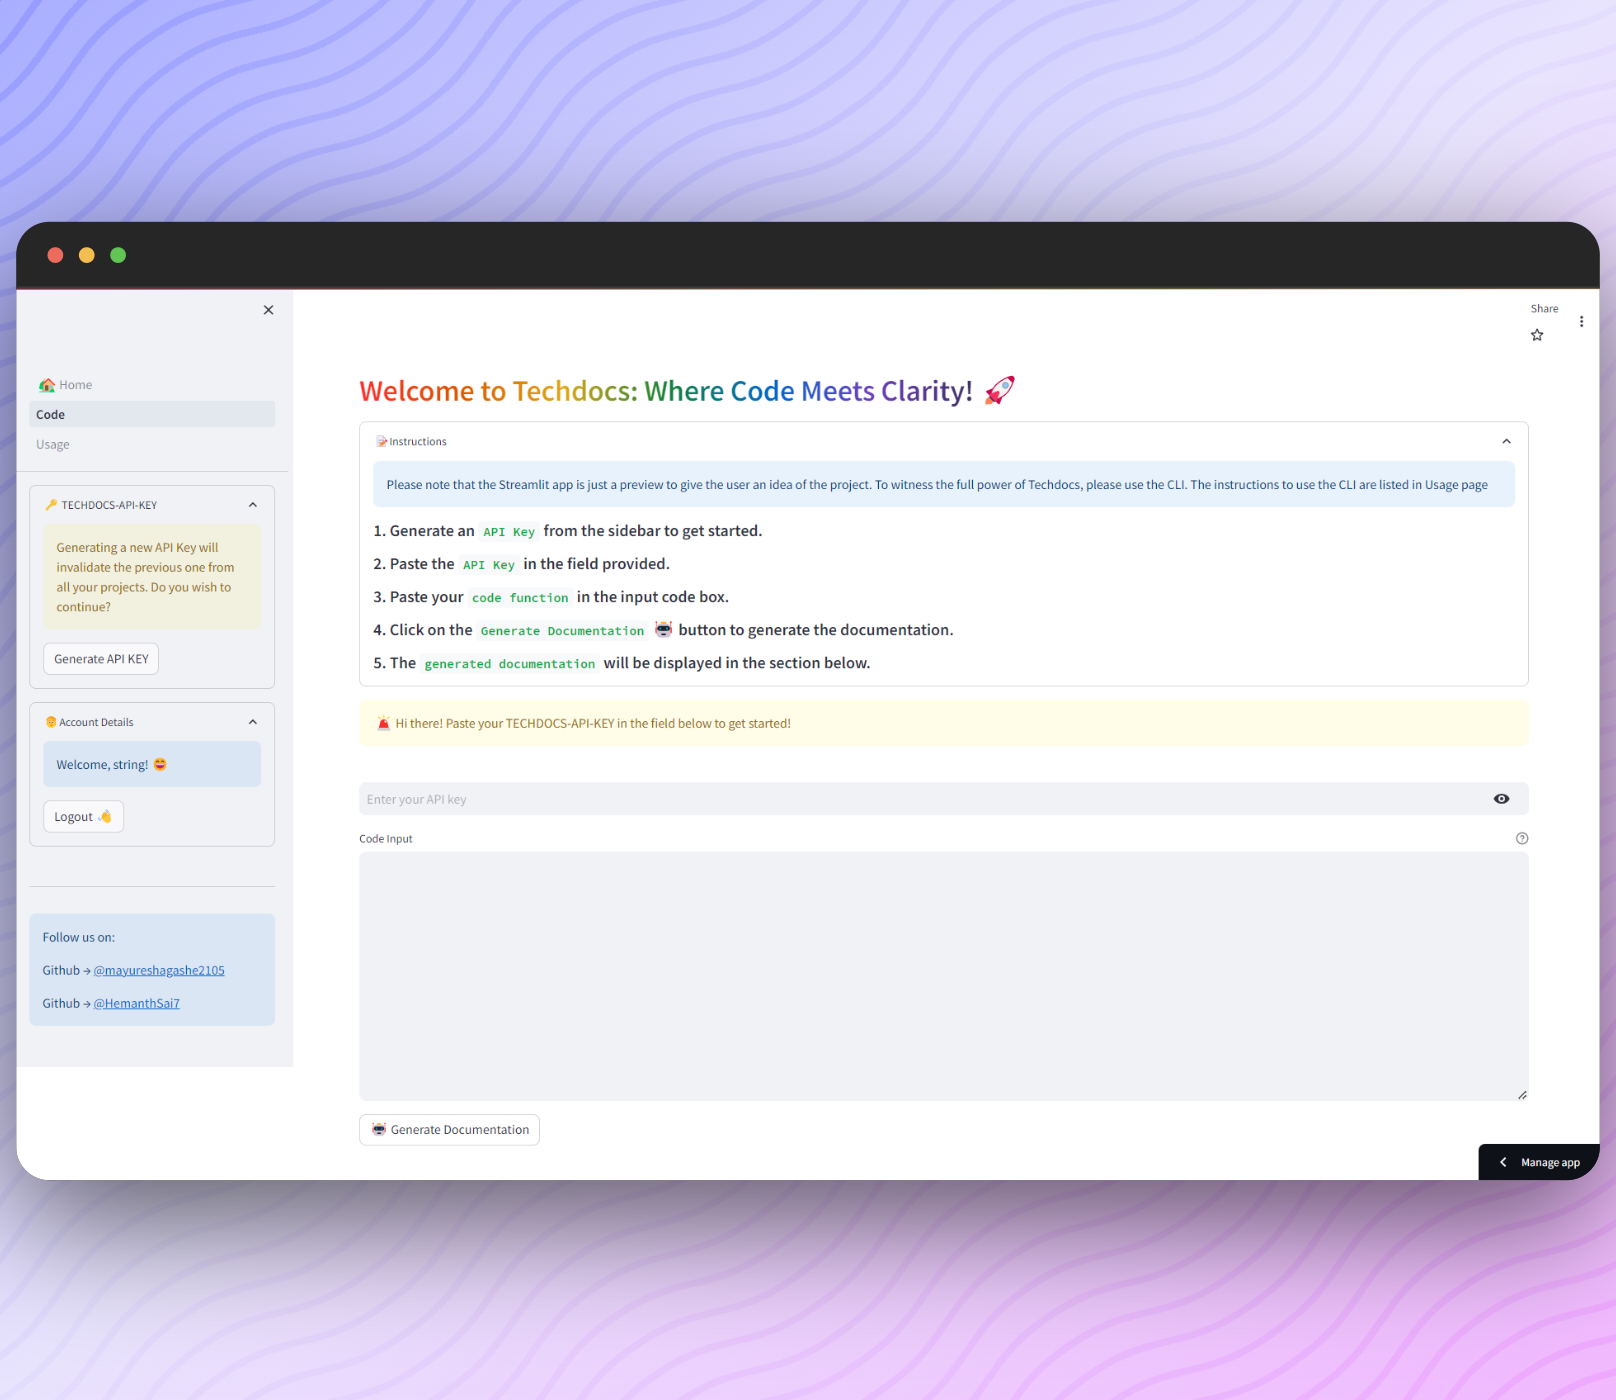 Share
🏠 Home
Code
Usage
🔑 TECHDOCS-API-KEY
Generating a new API Key will
invalidate the previous one from
all your projects. Do you wish to
continue?
Generate API KEY
Account Details
Welcome, string! 😄
Logout 👋
Follow us on:
Github → @mayureshagashe2105
Github → @HemanthSai7
Welcome to Techdocs: Where Code Meets Clarity! 🚀
📝Instructions
Please note that the Streamlit app is just a preview to give the user an idea of the project. To witness the full power of Techdocs, please use the CLI. The instructions to use the CLI are listed in Usage page
1. Generate an API Key from the sidebar to get started.
2. Paste the API Key in the field provided.
3. Paste your code function in the input code box.
4. Click on the Generate Documentation 🤖 button to generate the documentation.
5. The generated documentation will be displayed in the section below.
🚨 Hi there! Paste your TECHDOCS-API-KEY in the field below to get started!
Enter your API key
Code Input
🤖 Generate Documentation
Manage app